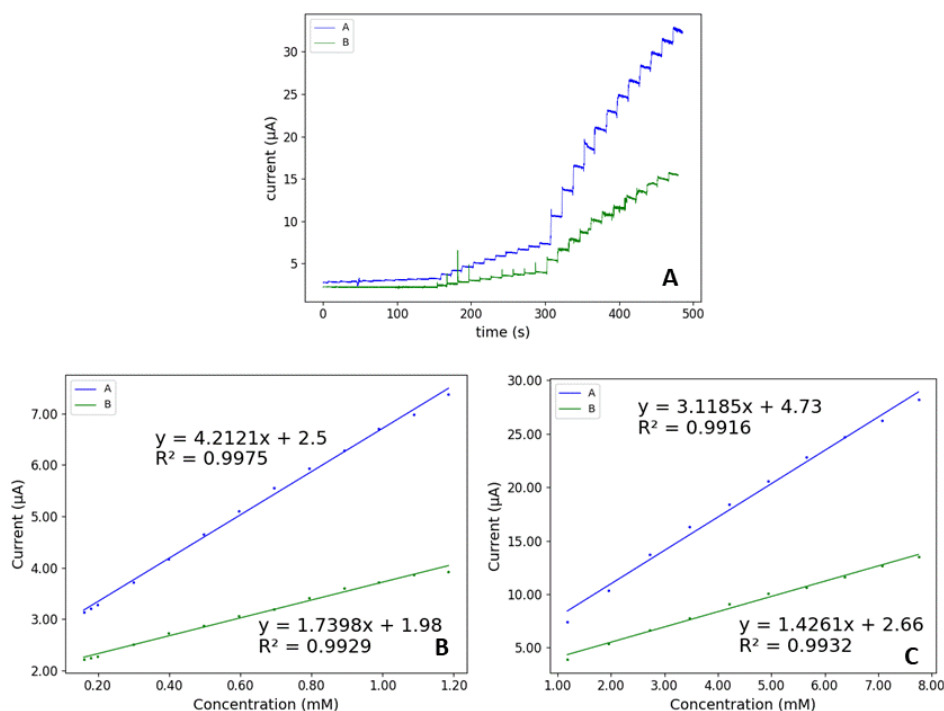 A
B
current (µA)
30
25
20
15
10
5
A
0
100
200
300
400
500
time (s)
A
B
Current (µA)
7.00
6.00
5.00
4.00
3.00
2.00
y = 4.2121x + 2.5
R² = 0.9975
y = 1.7398x + 1.98
R² = 0.9929
B
0.20
0.40
0.60
0.80
1.00
1.20
Concentration (mM)
A
B
Current (µA)
30.00
25.00
20.00
15.00
10.00
5.00
y = 3.1185x + 4.73
R² = 0.9916
y = 1.4261x + 2.66
R² = 0.9932
C
1.00
2.00
3.00
4.00
5.00
6.00
7.00
8.00
Concentration (mM)